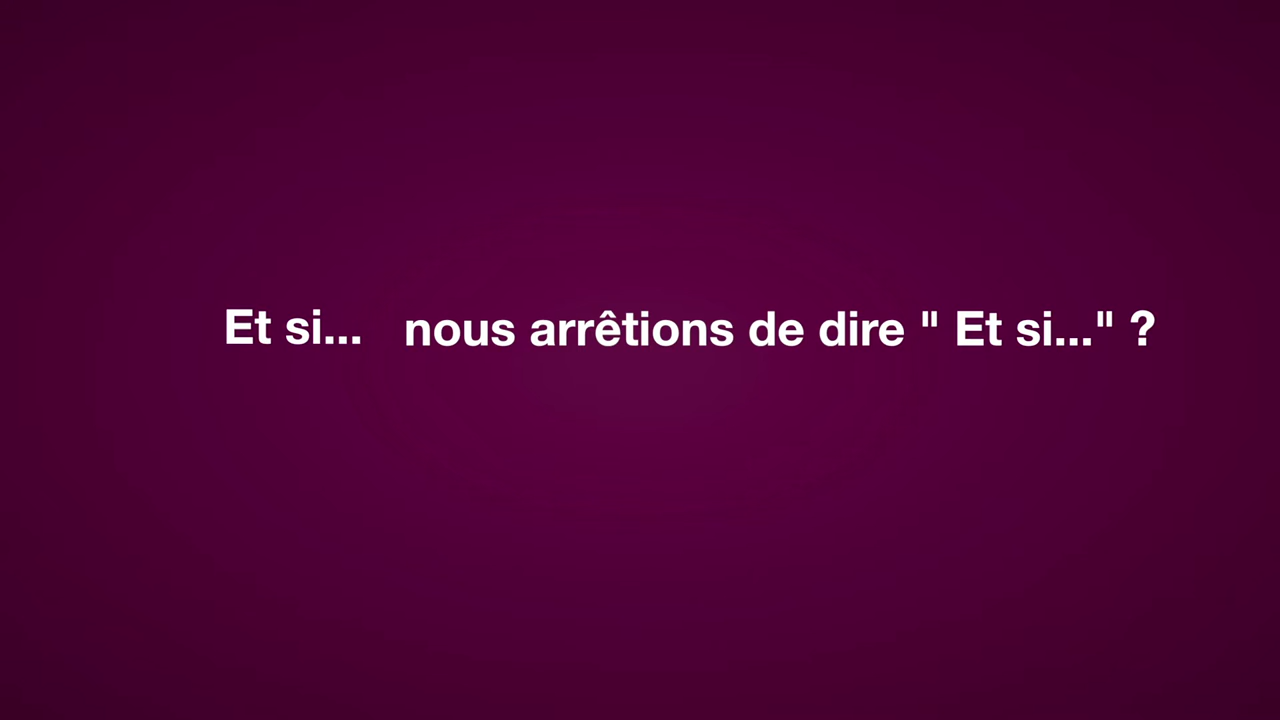 Et si... nous arrêtions de dire " Et si..." ?